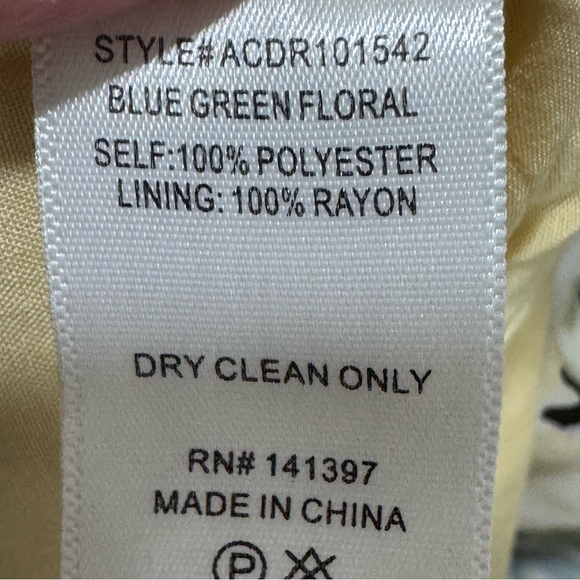 STYLE# ACDR101542
BLUE GREEN FLORAL
SELF:100% POLYESTER
LINING: 100% RAYON
DRY CLEAN ONLY
RN# 141397
MADE IN CHINA
P